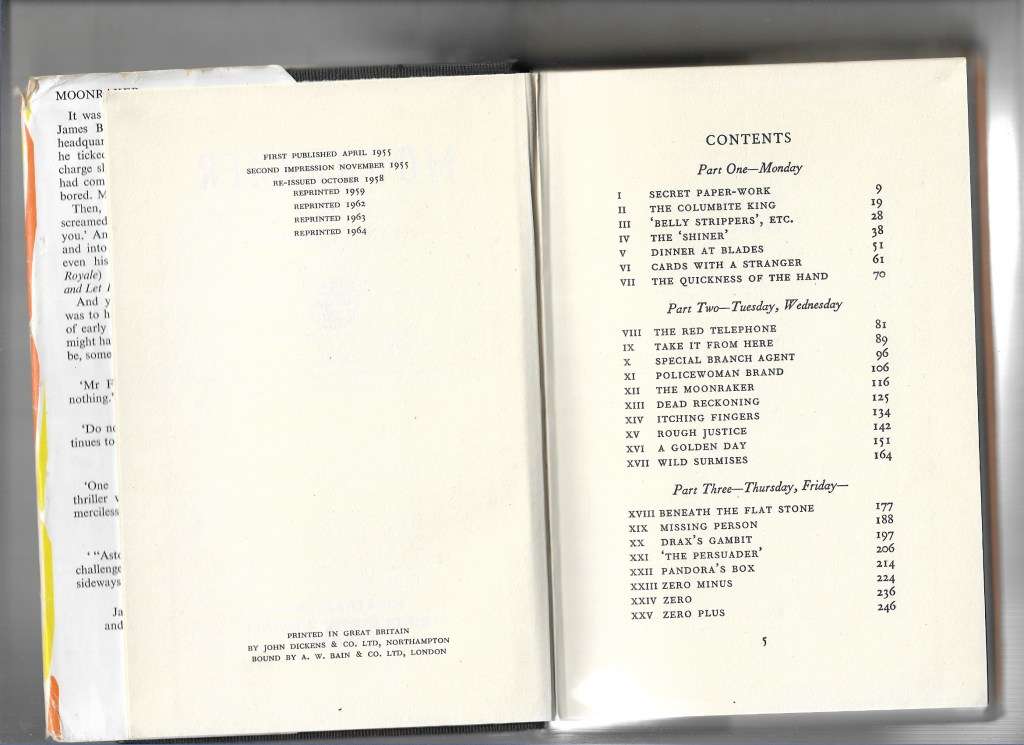 MOONR
It was
James B
headquar
he ticked
charge sl
had com
bored. M
Then,
screamed
you.' An
and into
even his
Royale)
and Let
And y
was to h
of early
might ha
be, some
'Mr F
nothing.'
'Do no
tinues to
'One
thriller
merciless
' "Asto
challenge
sideways
Ja
and
FIRST PUBLISHED APRIL 1955
SECOND IMPRESSION NOVEMBER 1955
RE-ISSUED OCTOBER 1958
REPRINTED 1959
REPRINTED 1962
REPRINTED 1963
REPRINTED 1964
PRINTED IN GREAT BRITAIN
BY JOHN DICKENS & CO. LTD, NORTHAMPTON
BOUND BY A. W. BAIN & CO. LTD, LONDON
CONTENTS
Part One—Monday
I SECRET PAPER-WORK 9
II THE COLUMBITE KING 19
III 'BELLY STRIPPERS', ETC. 28
IV THE 'SHINER' 38
V DINNER AT BLADES 51
VI CARDS WITH A STRANGER 61
VII THE QUICKNESS OF THE HAND 70
Part Two—Tuesday, Wednesday
VIII THE RED TELEPHONE 81
IX TAKE IT FROM HERE 89
X SPECIAL BRANCH AGENT 96
XI POLICEWOMAN BRAND 106
XII THE MOONRAKER 116
XIII DEAD RECKONING 125
XIV ITCHING FINGERS 134
XV ROUGH JUSTICE 142
XVI A GOLDEN DAY 151
XVII WILD SURMISES 164
Part Three—Thursday, Friday—
XVIII BENEATH THE FLAT STONE 177
XIX MISSING PERSON 188
XX DRAX'S GAMBIT 197
XXI 'THE PERSUADER' 206
XXII PANDORA'S BOX 214
XXIII ZERO MINUS 224
XXIV ZERO 236
XXV ZERO PLUS 246
5